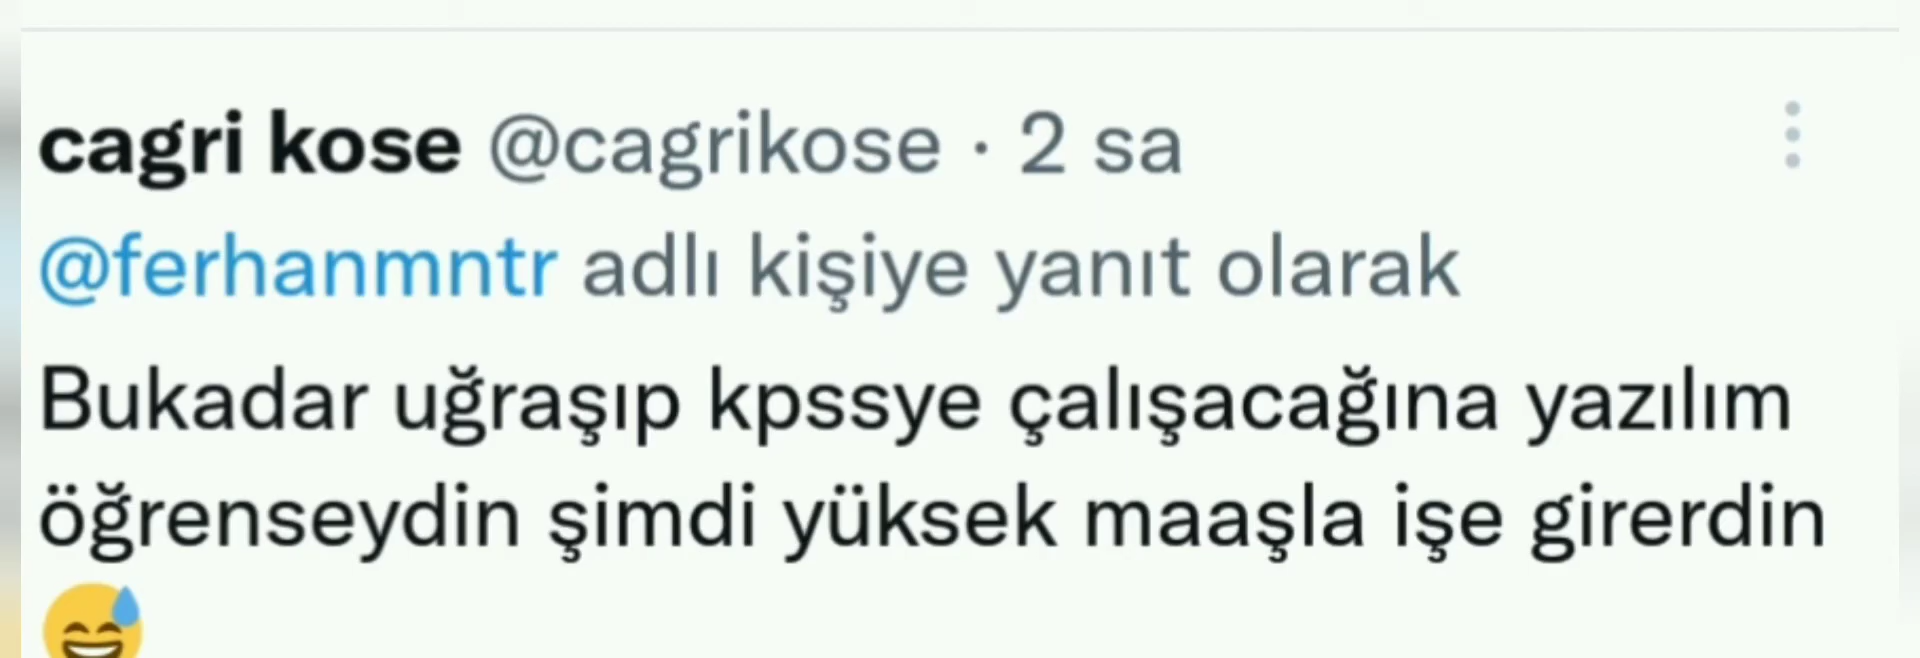 cagri kose @cagrikose · 2 sa
@ferhanmntr adlı kişiye yanıt olarak
Bukadar uğraşıp kpssye çalışacağına yazılım
öğrenseydin şimdi yüksek maaşla işe girerdin
😅